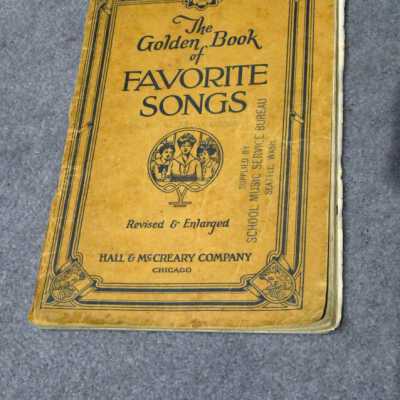 The
Golden Book
of
FAVORITE
SONGS
SUPPLIED BY
SCHOOL MUSIC SERVICE BUREAU
SEATTLE, WASH.
Revised & Enlarged
HALL & McCREARY COMPANY
CHICAGO